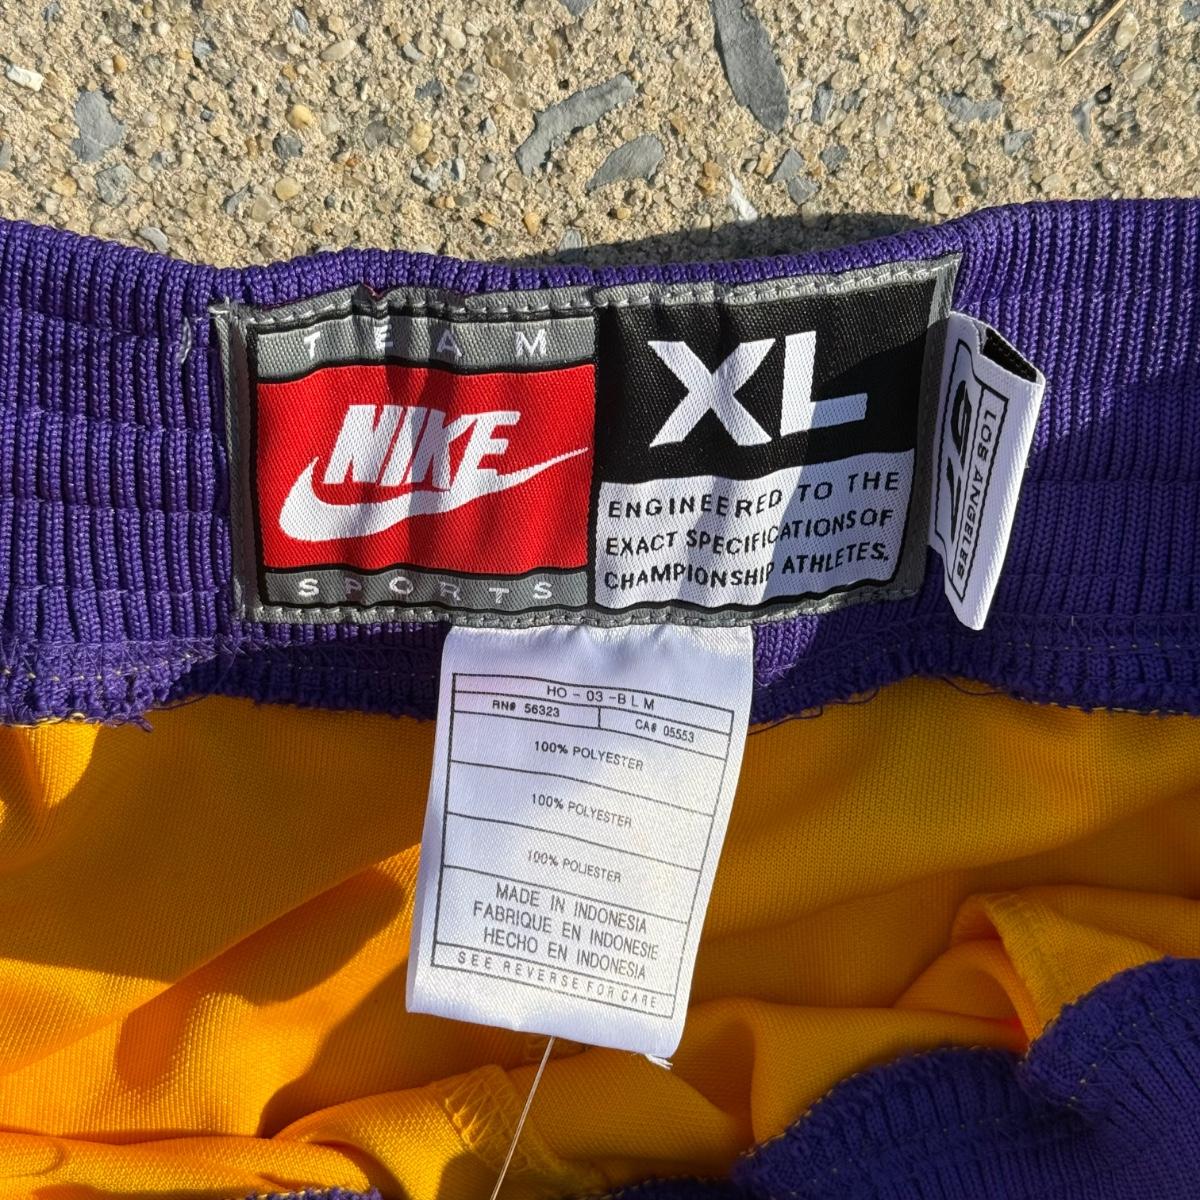 TEAM
NIKE
SPORTS
XL
ENGINEERED TO THE
EXACT SPECIFICATIONS OF
CHAMPIONSHIP ATHLETES.
LOS ANGELES
HO - 03 - BLM
RN# 56323 CA# 05553
100% POLYESTER
100% POLYESTER
100% POLIESTER
MADE IN INDONESIA
FABRIQUE EN INDONESIE
HECHO EN INDONESIA
SEE REVERSE FOR CARE